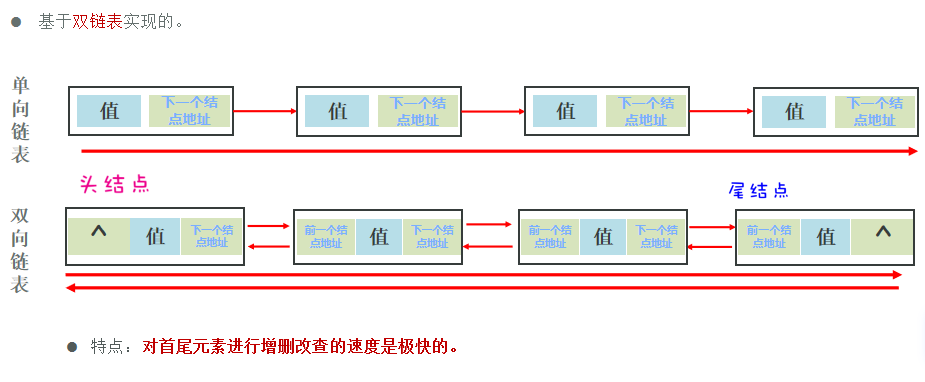 ● 基于双链表实现的。
单向链表
值 下一个结点地址 值 下一个结点地址 值 下一个结点地址 值 下一个结点地址
头结点 尾结点
双向链表
^ 值 下一个结点地址 前一个结点地址 值 下一个结点地址 前一个结点地址 值 下一个结点地址 前一个结点地址 值 ^
● 特点：对首尾元素进行增删改查的速度是极快的。